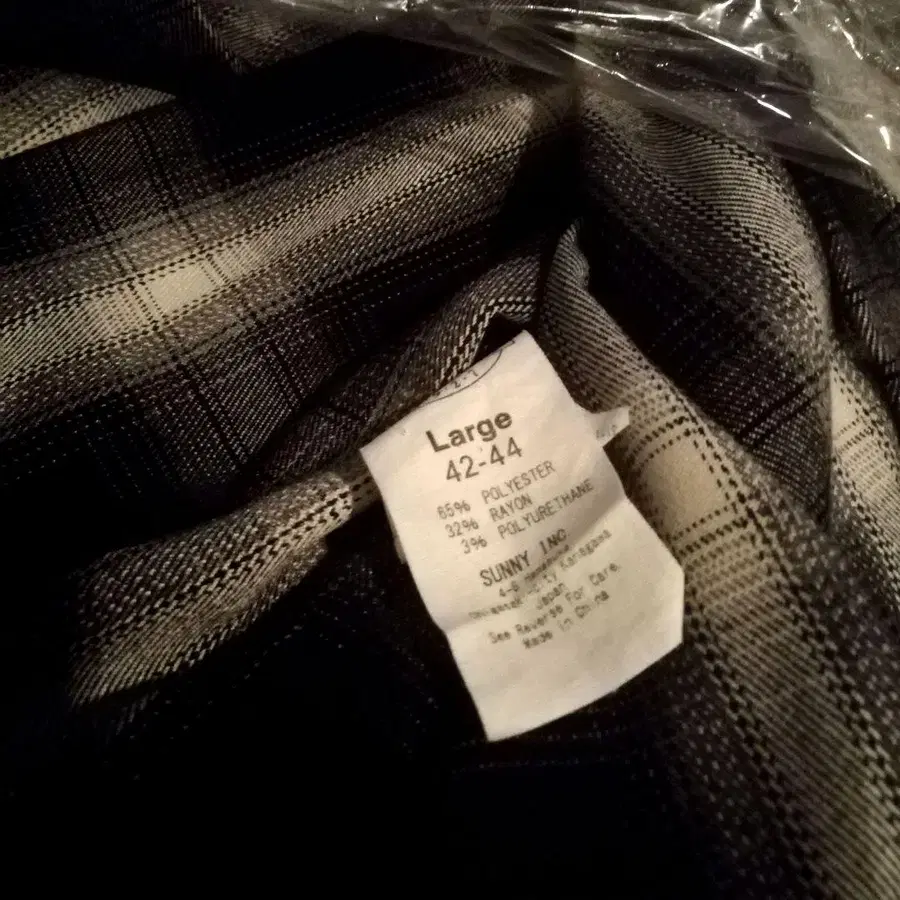 Large
42-44
65% POLYESTER
32% RAYON
3% POLYURETHANE
SUNNY INC.
Kanagawa
Japan
See Reverse For Care.
Made in China